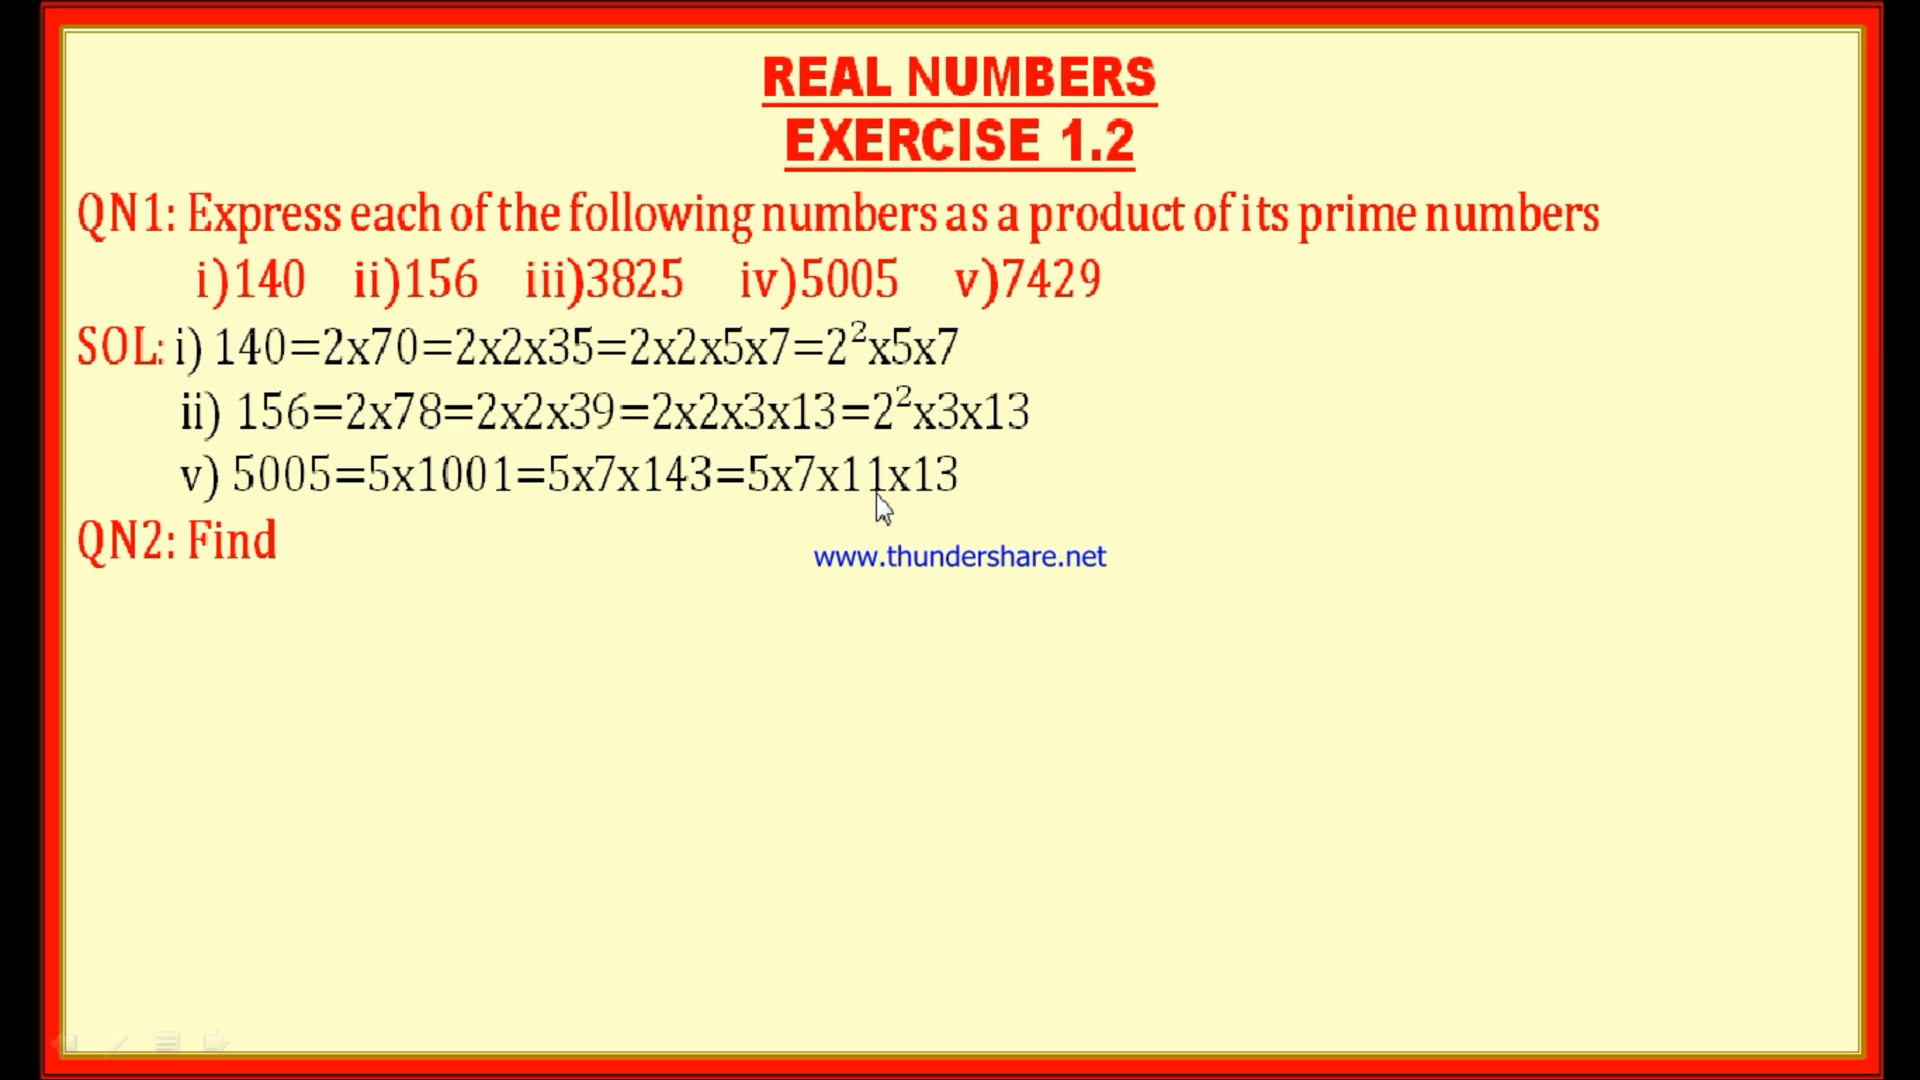 REAL NUMBERS
EXERCISE 1.2
QN1: Express each of the following numbers as a product of its prime numbers
i)140 ii)156 iii)3825 iv)5005 v)7429
SOL: i) 140=2x70=2x2x35=2x2x5x7=2²x5x7
ii) 156=2x78=2x2x39=2x2x3x13=2²x3x13
v) 5005=5x1001=5x7x143=5x7x11x13
QN2: Find
www.thundershare.net